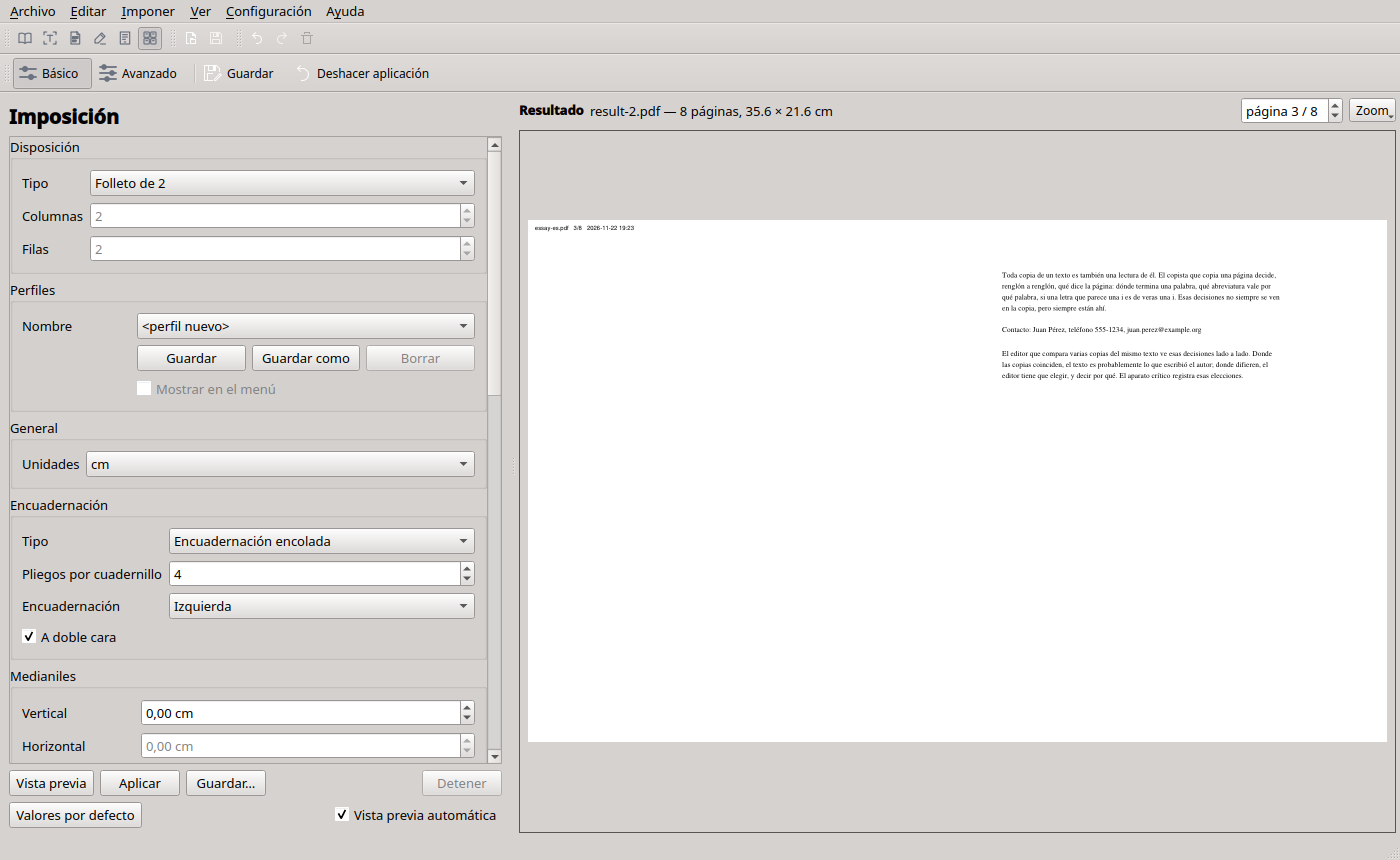 Archivo Editar Imponer Ver Configuración Ayuda
Básico Avanzado Guardar Deshacer aplicación
Imposición
Disposición
Tipo Folleto de 2
Columnas 2
Filas 2
Perfiles
Nombre <perfil nuevo>
Guardar Guardar como Borrar
Mostrar en el menú
General
Unidades cm
Encuadernación
Tipo Encuadernación encolada
Pliegos por cuadernillo 4
Encuadernación Izquierda
A doble cara
Medianiles
Vertical 0,00 cm
Horizontal 0,00 cm
Vista previa Aplicar Guardar... Detener
Valores por defecto Vista previa automática
Resultado result-2.pdf — 8 páginas, 35.6 × 21.6 cm página 3 / 8 Zoom
essay-es.pdf 3/8 2026-11-22 19:23
Toda copia de un texto es también una lectura de él. El copista que copia una página decide,
renglón a renglón, qué dice la página: dónde termina una palabra, qué abreviatura vale por
qué palabra, si una letra que parece una i es de veras una i. Esas decisiones no siempre se ven
en la copia, pero siempre están ahí.
Contacto: Juan Pérez, teléfono 555-1234, juan.perez@example.org
El editor que compara varias copias del mismo texto ve esas decisiones lado a lado. Donde
las copias coinciden, el texto es probablemente lo que escribió el autor; donde difieren, el
editor tiene que elegir, y decir por qué. El aparato crítico registra esas elecciones.